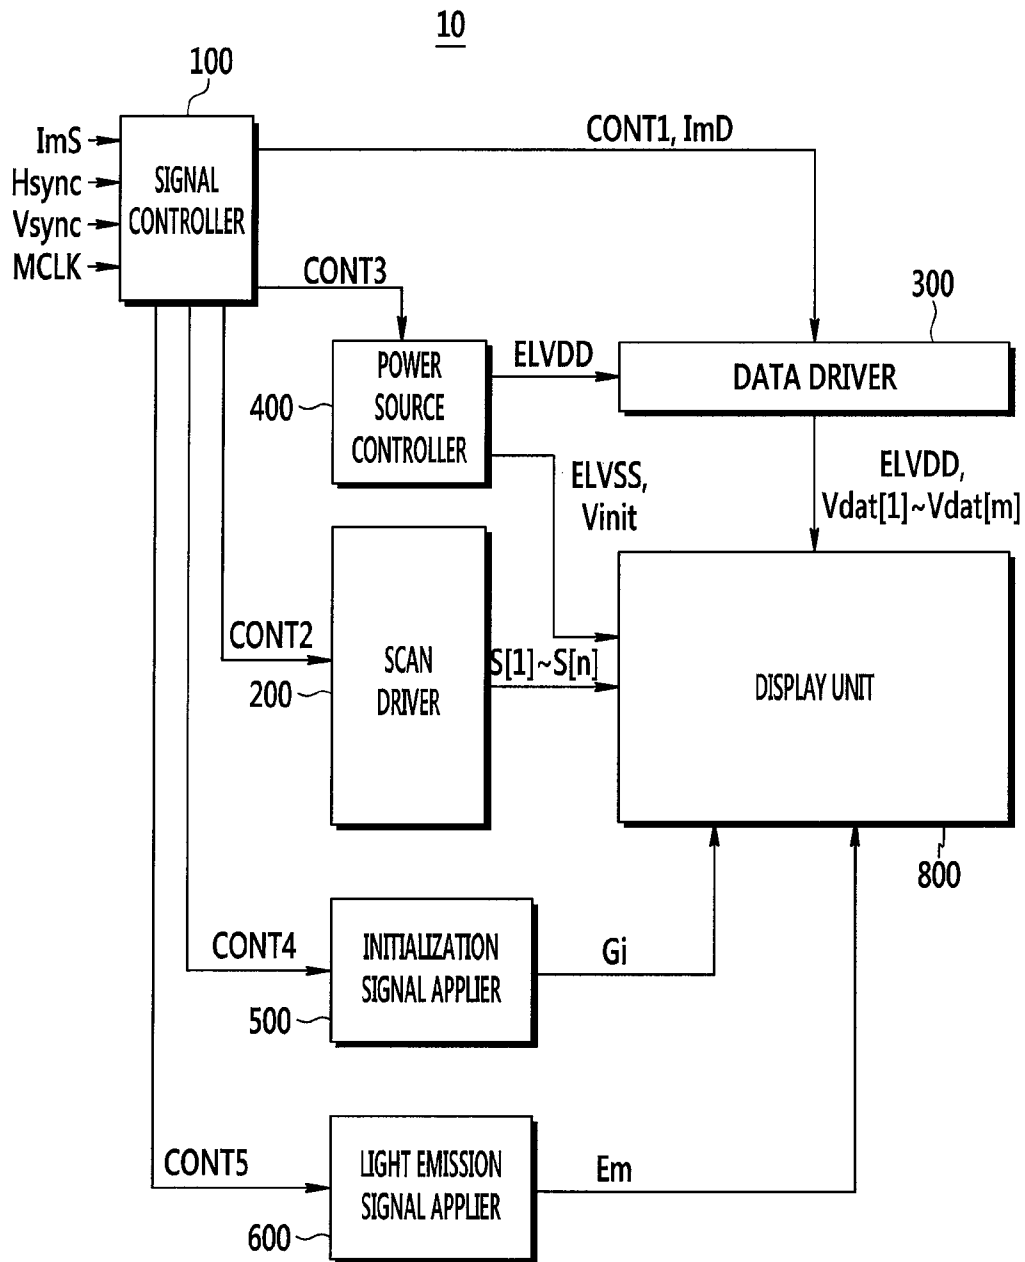 10
100
ImS
Hsync
Vsync
MCLK
SIGNAL
CONTROLLER
CONT1, ImD
CONT3
300
DATA DRIVER
POWER
SOURCE
CONTROLLER
400
ELVDD
ELVSS,
Vinit
ELVDD,
Vdat[1]~Vdat[m]
CONT2
SCAN
DRIVER
200
S[1]~S[n]
DISPLAY UNIT
800
CONT4
INITIALIZATION
SIGNAL APPLIER
500
Gi
CONT5
LIGHT EMISSION
SIGNAL APPLIER
600
Em